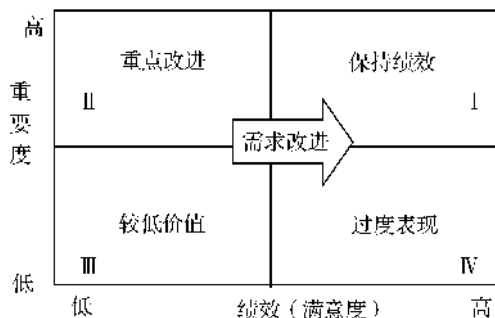 高
重点改进
保持绩效
重要度
Ⅱ
Ⅰ
需求改进
较低价值
过度表现
Ⅲ
Ⅳ
低
低
绩效（满意度）
高